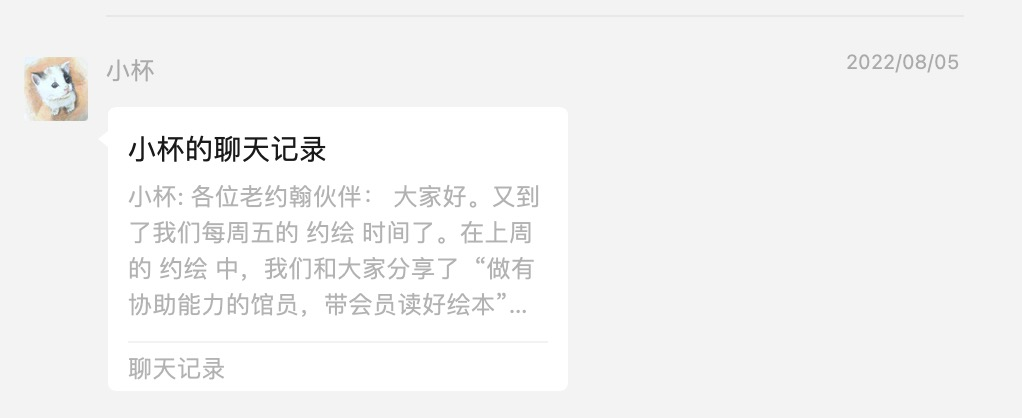 小杯
2022/08/05
小杯的聊天记录
小杯: 各位老约翰伙伴： 大家好。又到
了我们每周五的 约绘 时间了。在上周
的 约绘 中，我们和大家分享了 “做有
协助能力的馆员，带会员读好绘本”...
聊天记录